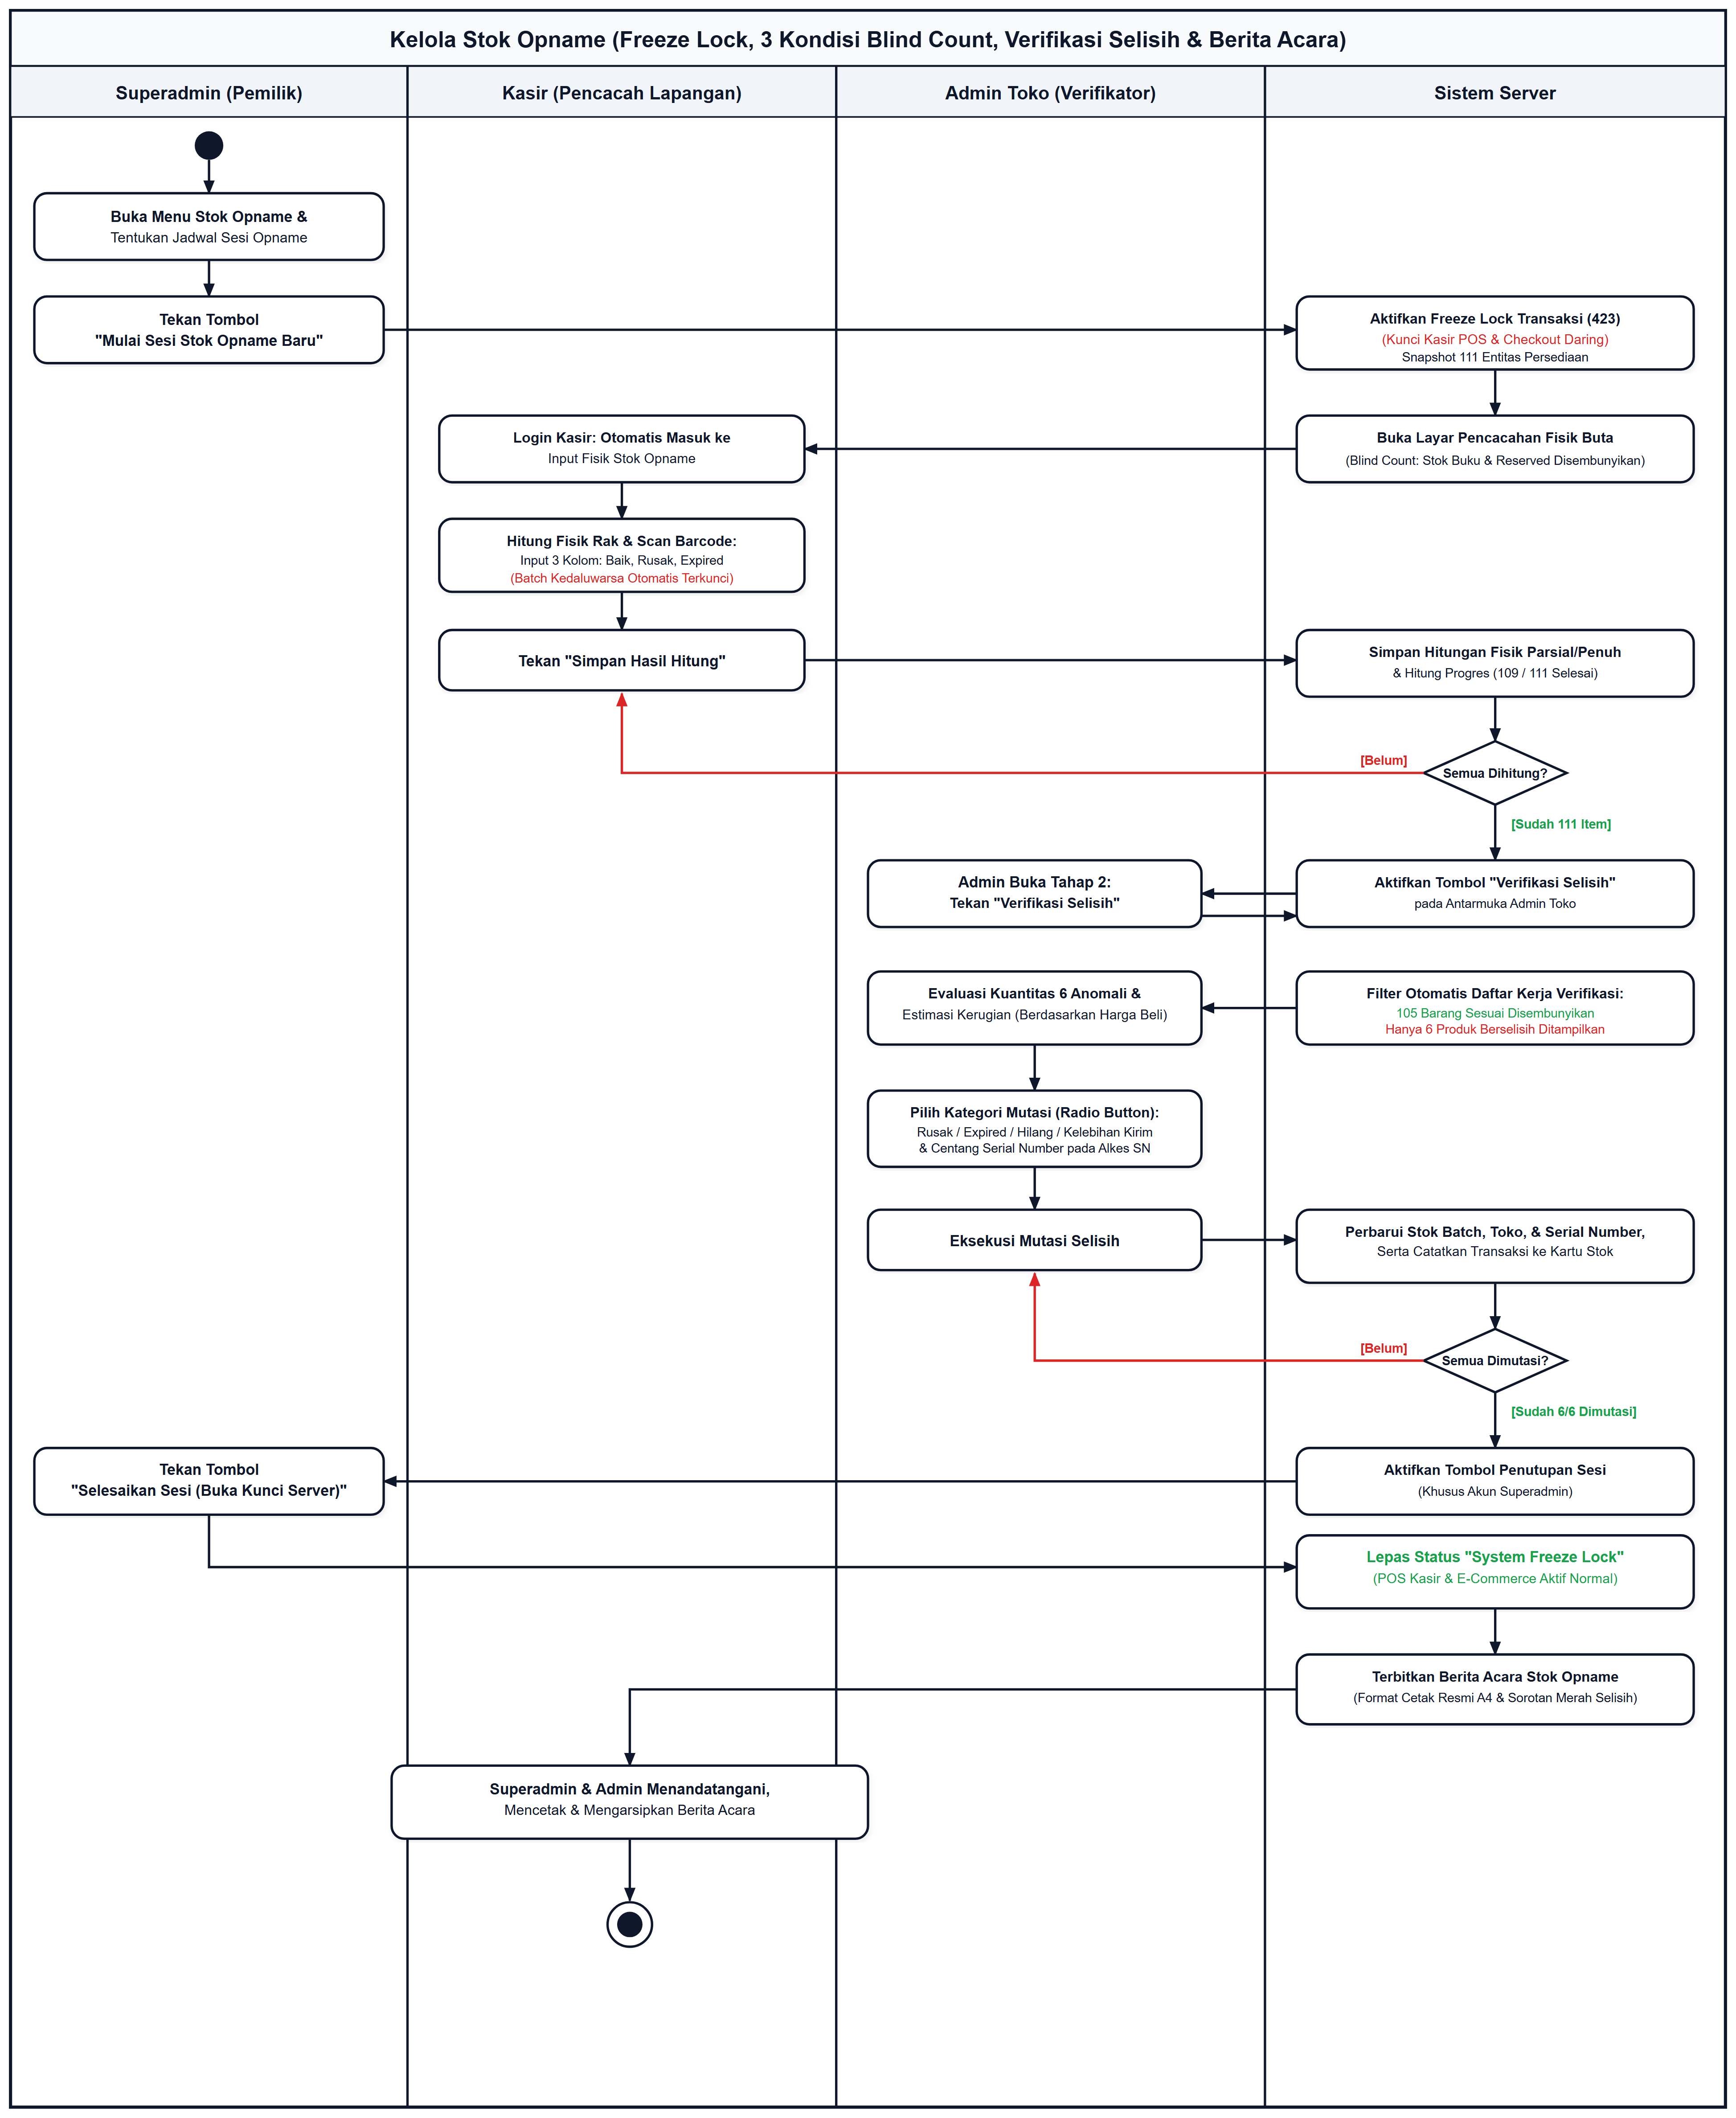 Kelola Stok Opname (Freeze Lock, 3 Kondisi Blind Count, Verifikasi Selisih & Berita Acara)
Superadmin (Pemilik)
Kasir (Pencacah Lapangan)
Admin Toko (Verifikator)
Sistem Server
Buka Menu Stok Opname &
Tentukan Jadwal Sesi Opname
Tekan Tombol
"Mulai Sesi Stok Opname Baru"
Aktifkan Freeze Lock Transaksi (423)
(Kunci Kasir POS & Checkout Daring)
Snapshot 111 Entitas Persediaan
Buka Layar Pencacahan Fisik Buta
(Blind Count: Stok Buku & Reserved Disembunyikan)
Login Kasir: Otomatis Masuk ke
Input Fisik Stok Opname
Hitung Fisik Rak & Scan Barcode:
Input 3 Kolom: Baik, Rusak, Expired
(Batch Kedaluwarsa Otomatis Terkunci)
Tekan "Simpan Hasil Hitung"
Simpan Hitungan Fisik Parsial/Penuh
& Hitung Progres (109 / 111 Selesai)
Semua Dihitung?
[Belum]
[Sudah 111 Item]
Aktifkan Tombol "Verifikasi Selisih"
pada Antarmuka Admin Toko
Admin Buka Tahap 2:
Tekan "Verifikasi Selisih"
Filter Otomatis Daftar Kerja Verifikasi:
105 Barang Sesuai Disembunyikan
Hanya 6 Produk Berselisih Ditampilkan
Evaluasi Kuantitas 6 Anomali &
Estimasi Kerugian (Berdasarkan Harga Beli)
Pilih Kategori Mutasi (Radio Button):
Rusak / Expired / Hilang / Kelebihan Kirim
& Centang Serial Number pada Alkes SN
Eksekusi Mutasi Selisih
Perbarui Stok Batch, Toko, & Serial Number,
Serta Catatkan Transaksi ke Kartu Stok
Semua Dimutasi?
[Belum]
[Sudah 6/6 Dimutasi]
Aktifkan Tombol Penutupan Sesi
(Khusus Akun Superadmin)
Tekan Tombol
"Selesaikan Sesi (Buka Kunci Server)"
Lepas Status "System Freeze Lock"
(POS Kasir & E-Commerce Aktif Normal)
Terbitkan Berita Acara Stok Opname
(Format Cetak Resmi A4 & Sorotan Merah Selisih)
Superadmin & Admin Menandatangani,
Mencetak & Mengarsipkan Berita Acara